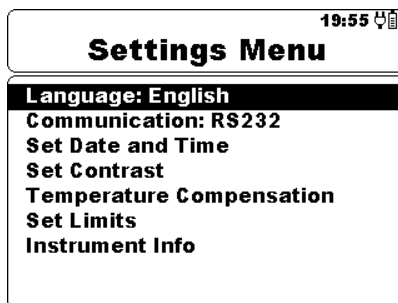 19:55
Settings Menu
Language: English
Communication: RS232
Set Date and Time
Set Contrast
Temperature Compensation
Set Limits
Instrument Info